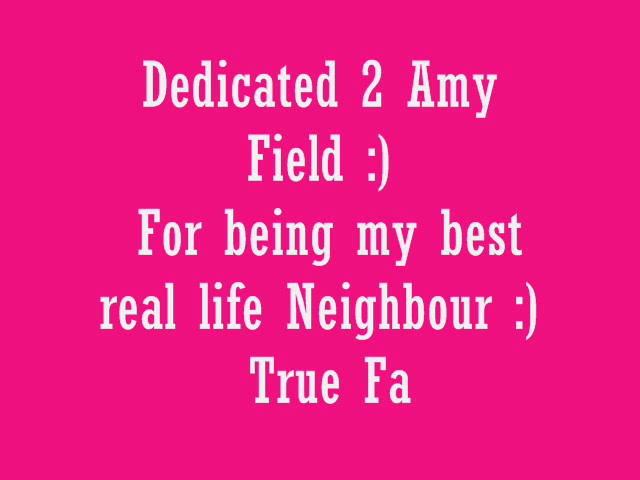 Dedicated 2 Amy
Field :)
For being my best
real life Neighbour :)
True Fa